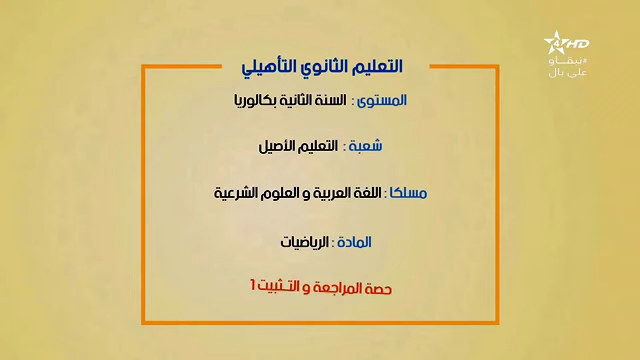 4HD
#نبقاو
على بال
التعليم الثانوي التأهيلي
المستوى : السنة الثانية بكالوريا
شعبة : التعليم الأصيل
مسلكا : اللغة العربية و العلوم الشرعية
المادة : الرياضيات
حصة المراجعة و التـثبيت 1